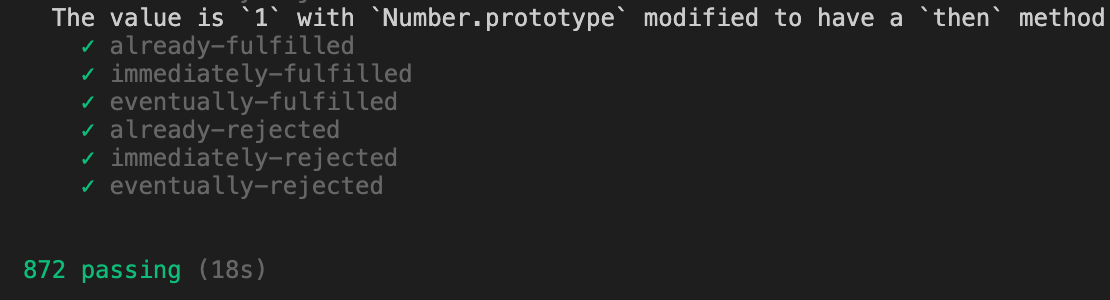 The value is `1` with `Number.prototype` modified to have a `then` method
✓ already-fulfilled
✓ immediately-fulfilled
✓ eventually-fulfilled
✓ already-rejected
✓ immediately-rejected
✓ eventually-rejected
872 passing (18s)